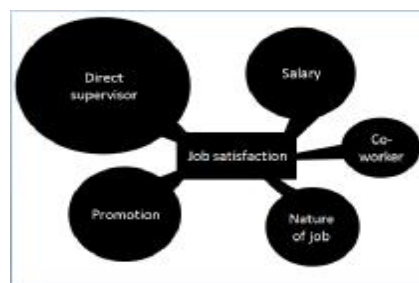 Direct
supervisor
Salary
Job satisfaction
Co-
worker
Promotion
Nature
of job